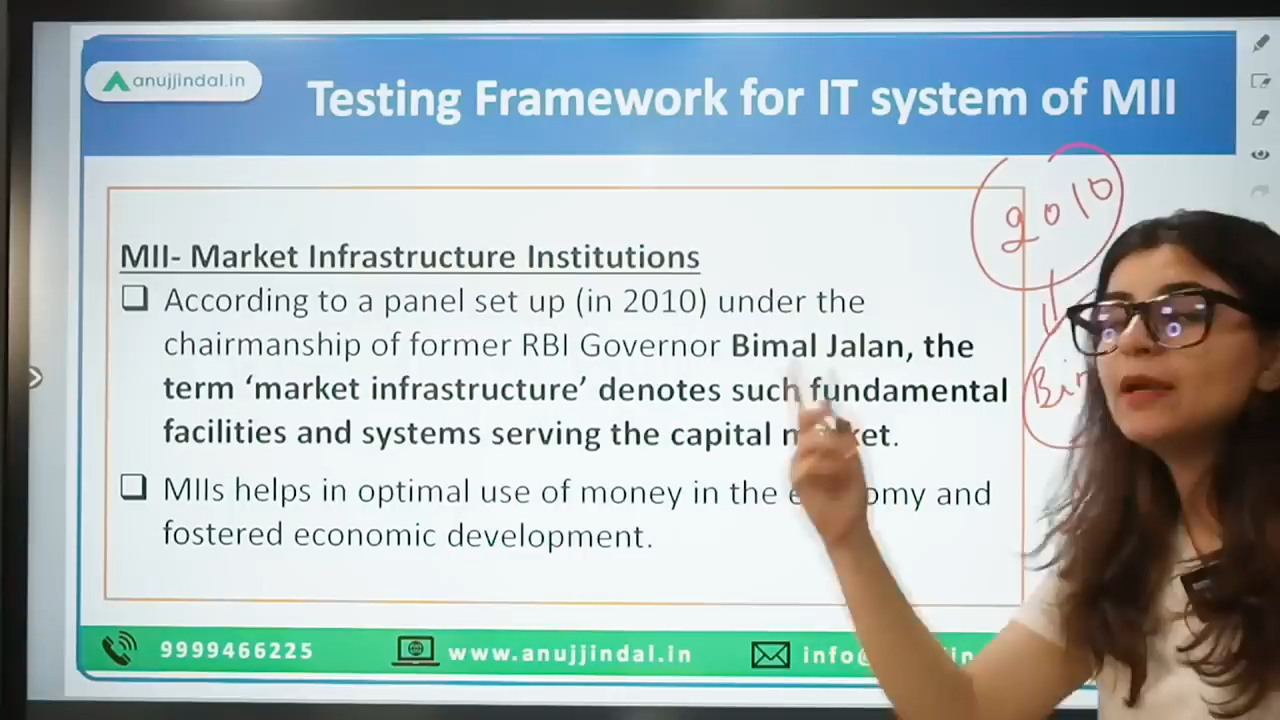 anujjindal.in
Testing Framework for IT system of MII
2010
MII- Market Infrastructure Institutions
❑ According to a panel set up (in 2010) under the
chairmanship of former RBI Governor Bimal Jalan, the
term ‘market infrastructure’ denotes such fundamental
facilities and systems serving the capital
❑ MIIs helps in optimal use of money in the and
fostered economic development.
9999466225
www.anujjindal.in